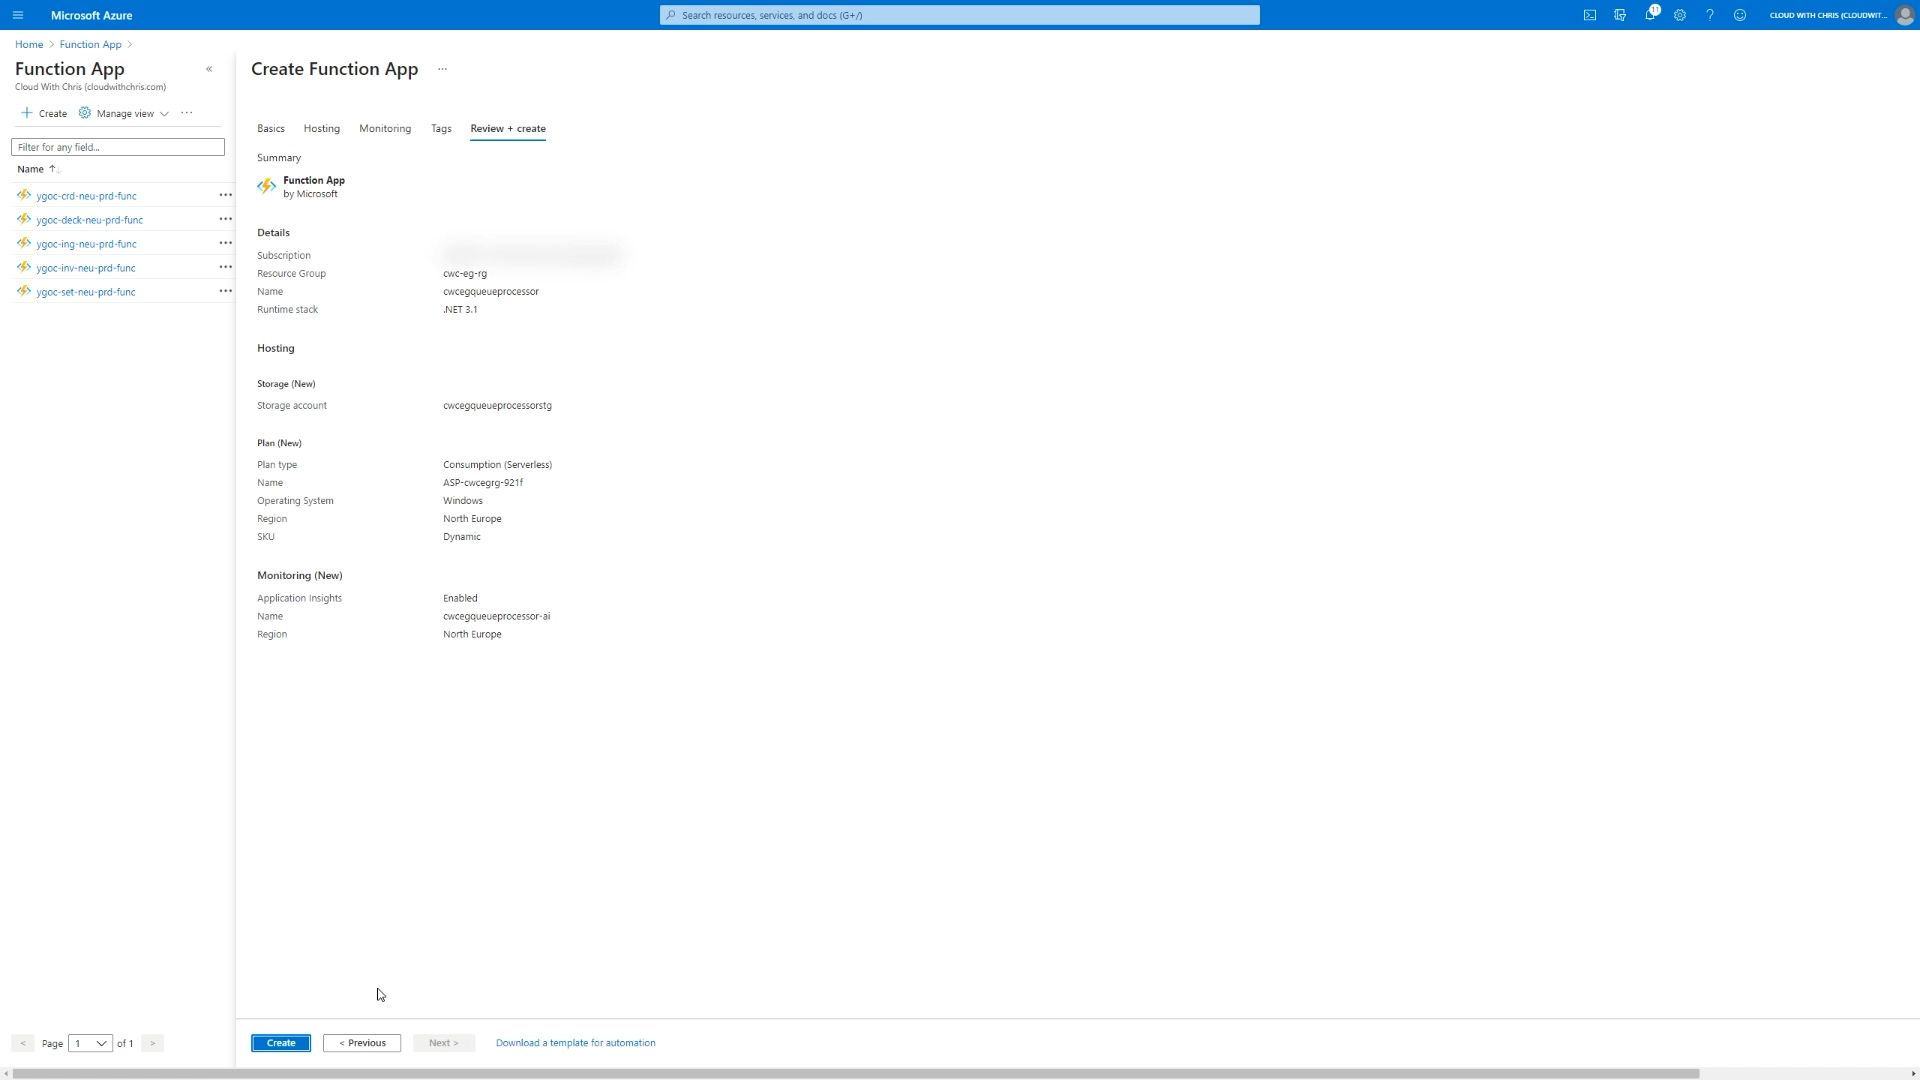 Microsoft Azure
Search resources, services, and docs (G+/)
11
CLOUD WITH CHRIS (CLOUDWIT...
Home > Function App >
Function App
Cloud With Chris (cloudwithchris.com)
Create
Manage view
Filter for any field...
Name
ygoc-crd-neu-prd-func
ygoc-deck-neu-prd-func
ygoc-ing-neu-prd-func
ygoc-inv-neu-prd-func
ygoc-set-neu-prd-func
< Page 1 of 1 >
Create Function App
Basics Hosting Monitoring Tags Review + create
Summary
Function App
by Microsoft
Details
Subscription
Resource Group cwc-eg-rg
Name cwcegqueueprocessor
Runtime stack .NET 3.1
Hosting
Storage (New)
Storage account cwcegqueueprocessorstg
Plan (New)
Plan type Consumption (Serverless)
Name ASP-cwcegrg-921f
Operating System Windows
Region North Europe
SKU Dynamic
Monitoring (New)
Application Insights Enabled
Name cwcegqueueprocessor-ai
Region North Europe
Create < Previous Next > Download a template for automation